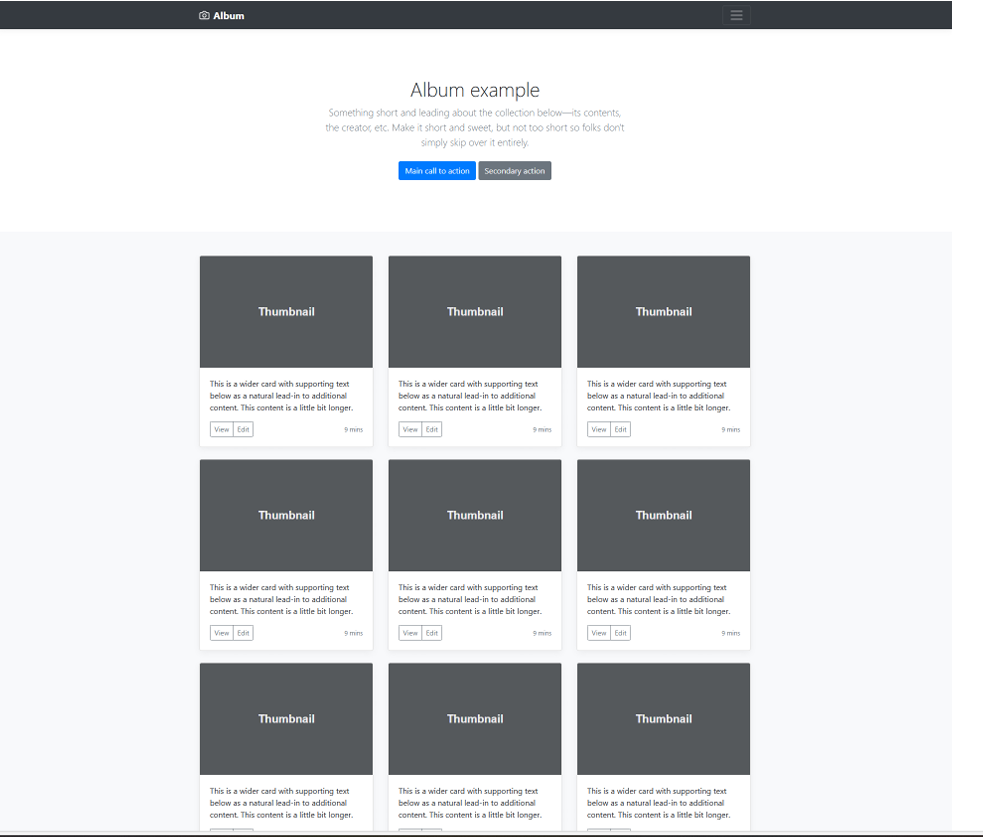 Album
Album example
Something short and leading about the collection below—its contents,
the creator, etc. Make it short and sweet, but not too short so folks don't
simply skip over it entirely.
Main call to action Secondary action
Thumbnail Thumbnail Thumbnail
This is a wider card with supporting text
below as a natural lead-in to additional
content. This content is a little bit longer.
View Edit 9 mins
This is a wider card with supporting text
below as a natural lead-in to additional
content. This content is a little bit longer.
View Edit 9 mins
This is a wider card with supporting text
below as a natural lead-in to additional
content. This content is a little bit longer.
View Edit 9 mins
Thumbnail Thumbnail Thumbnail
This is a wider card with supporting text
below as a natural lead-in to additional
content. This content is a little bit longer.
View Edit 9 mins
This is a wider card with supporting text
below as a natural lead-in to additional
content. This content is a little bit longer.
View Edit 9 mins
This is a wider card with supporting text
below as a natural lead-in to additional
content. This content is a little bit longer.
View Edit 9 mins
Thumbnail Thumbnail Thumbnail
This is a wider card with supporting text
below as a natural lead-in to additional
content. This content is a little bit longer.
This is a wider card with supporting text
below as a natural lead-in to additional
content. This content is a little bit longer.
This is a wider card with supporting text
below as a natural lead-in to additional
content. This content is a little bit longer.